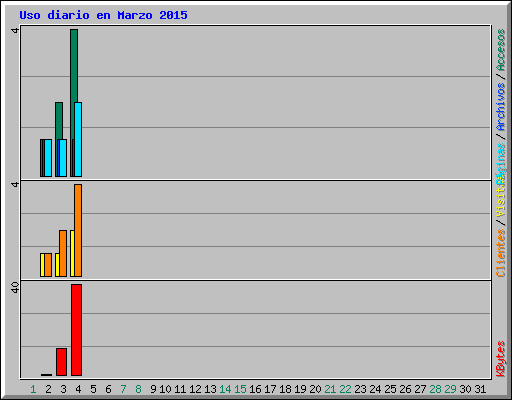 Uso diario en Marzo 2015
4
4
40
Accesos / Archivos / Páginas
Clientes / Visitas
KBytes
1 2 3 4 5 6 7 8 9 10 11 12 13 14 15 16 17 18 19 20 21 22 23 24 25 26 27 28 29 30 31